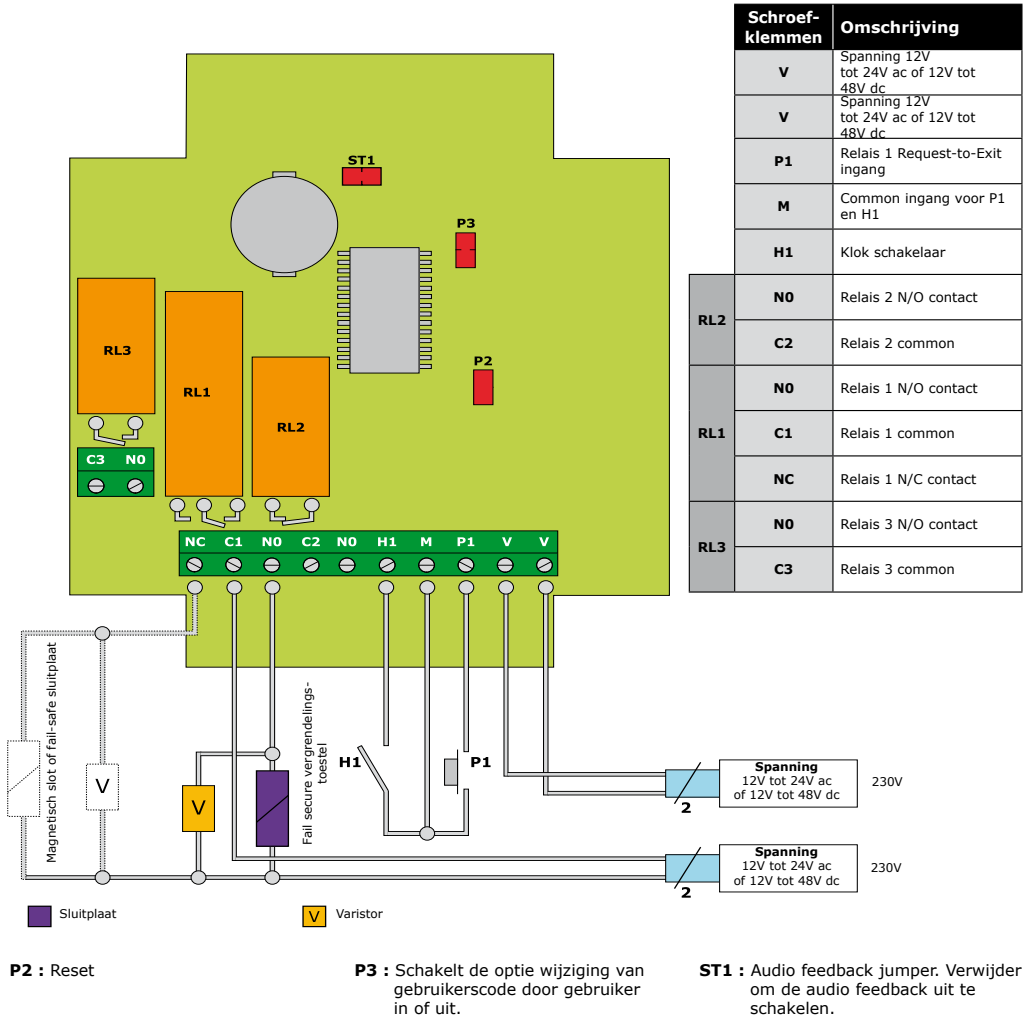 Schroef-
klemmen
Omschrijving
V
Spanning 12V
tot 24V ac of 12V tot
48V dc
V
Spanning 12V
tot 24V ac of 12V tot
48V dc
P1
Relais 1 Request-to-Exit
ingang
M
Common ingang voor P1
en H1
H1
Klok schakelaar
RL2
N0
Relais 2 N/O contact
C2
Relais 2 common
RL1
N0
Relais 1 N/O contact
C1
Relais 1 common
NC
Relais 1 N/C contact
RL3
N0
Relais 3 N/O contact
C3
Relais 3 common
ST1
P3
P2
RL3
RL1
RL2
C3 N0
NC C1 N0 C2 N0 H1 M P1 V V
Magnetisch slot of fail-safe sluitplaat
V
V
Fail secure vergrendelings-
toestel
H1
P1
2
Spanning
12V tot 24V ac
of 12V tot 48V dc
230V
2
Spanning
12V tot 24V ac
of 12V tot 48V dc
230V
Sluitplaat
V Varistor
P2 : Reset
P3 : Schakelt de optie wijziging van
gebruikerscode door gebruiker
in of uit.
ST1 : Audio feedback jumper. Verwijder
om de audio feedback uit te
schakelen.